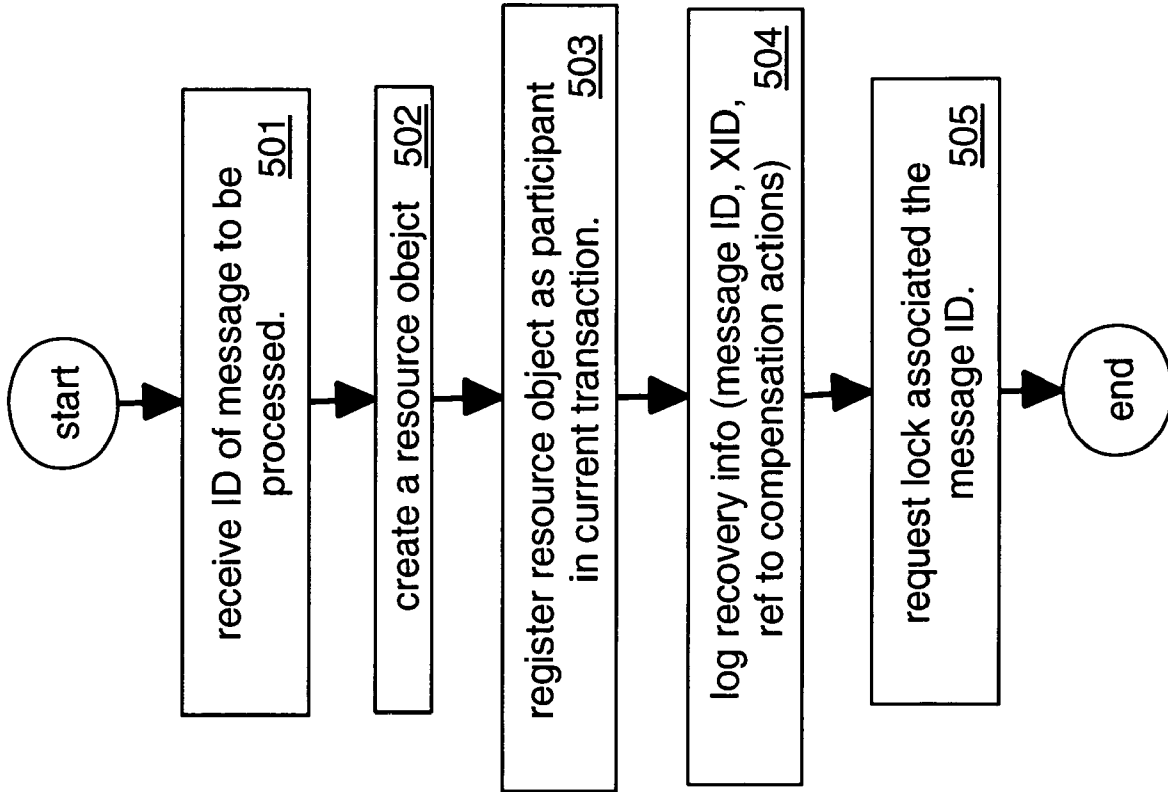 start
receive ID of message to be
processed.
501
create a resource obejct 502
register resource object as participant
in current transaction.
503
log recovery info (message ID, XID,
ref to compensation actions)
504
request lock associated the
message ID.
505
end